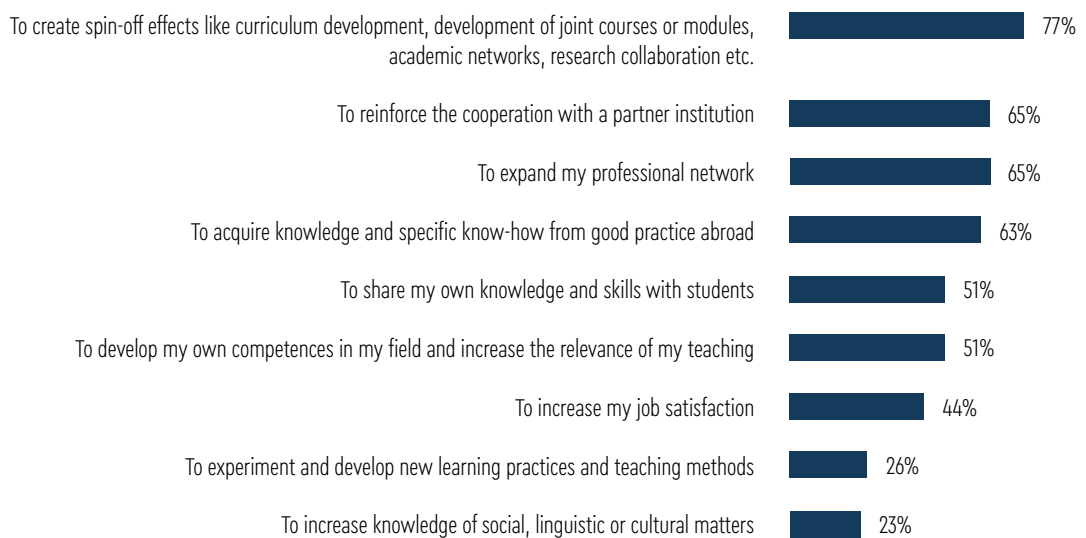 To create spin-off effects like curriculum development, development of joint courses or modules,
academic networks, research collaboration etc.
77%
To reinforce the cooperation with a partner institution
65%
To expand my professional network
65%
To acquire knowledge and specific know-how from good practice abroad
63%
To share my own knowledge and skills with students
51%
To develop my own competences in my field and increase the relevance of my teaching
51%
To increase my job satisfaction
44%
To experiment and develop new learning practices and teaching methods
26%
To increase knowledge of social, linguistic or cultural matters
23%